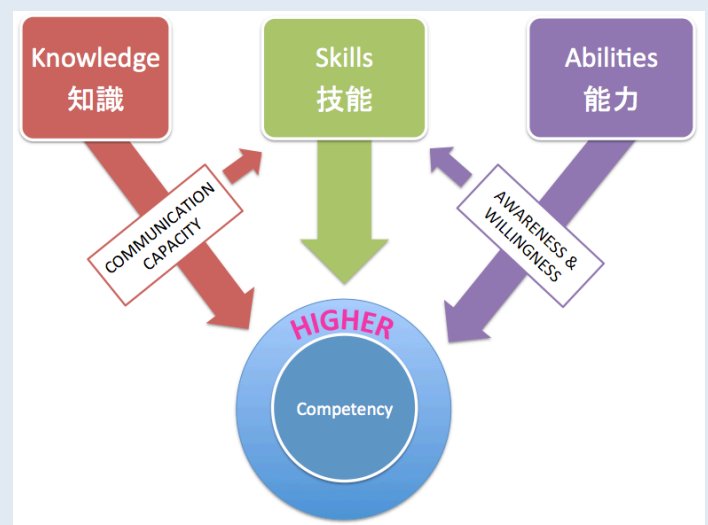 Knowledge
知識
Skills
技能
Abilities
能力
COMMUNICATION
CAPACITY
AWARENESS &
WILLINGNESS
HIGHER
Competency